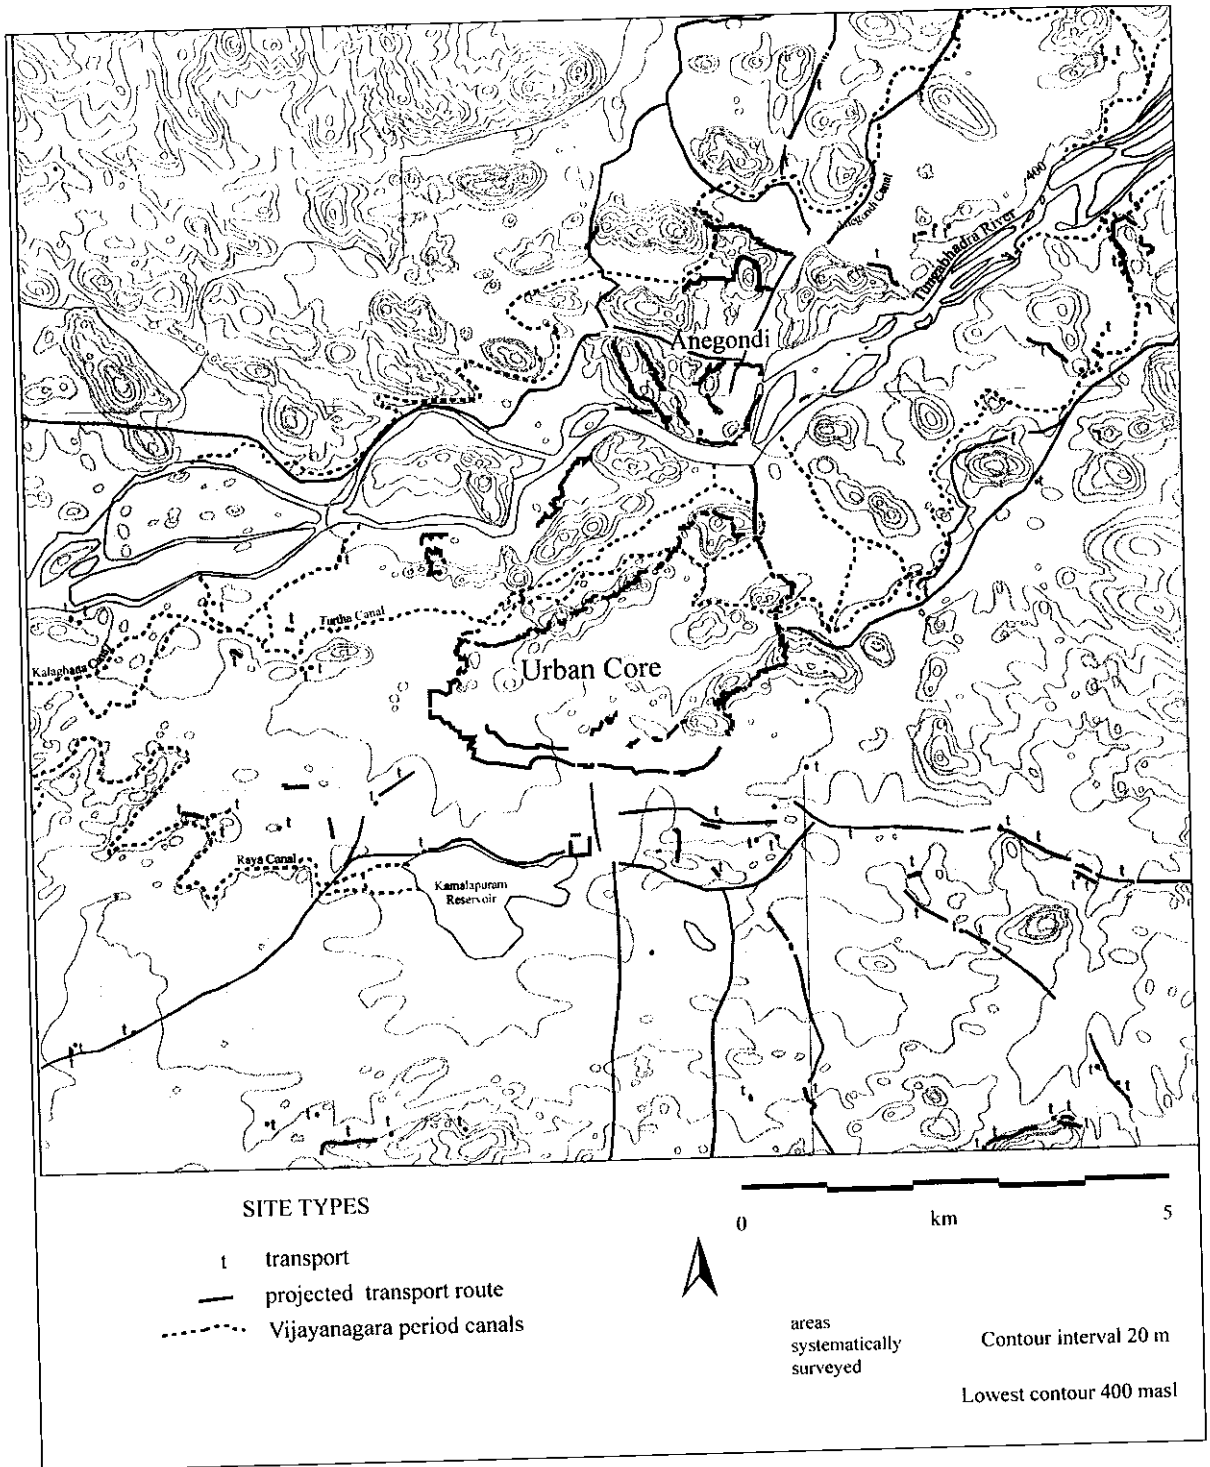 Anegondi Canal
400
Tungabhadra River
Anegondi
Turtha Canal
Kalaghatta Canal
Urban Core
Raya Canal
Kamalapuram
Reservoir
SITE TYPES
t transport
projected transport route
Vijayanagara period canals
0 km 5
areas
systematically
surveyed
Contour interval 20 m
Lowest contour 400 masl